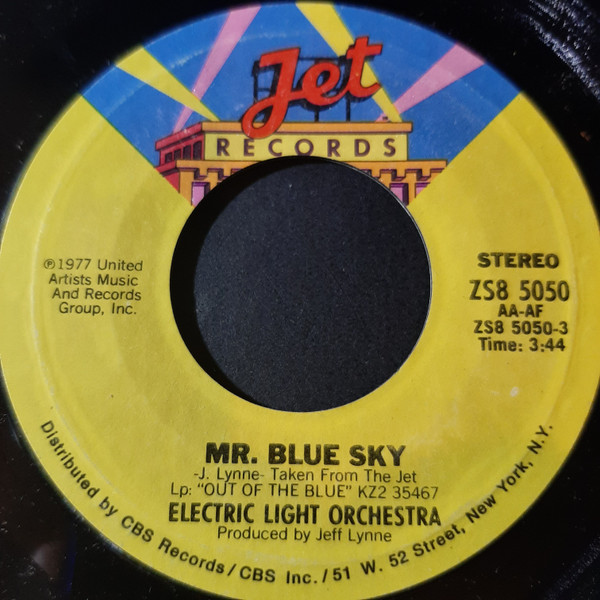 Jet
RECORDS
℗1977 United
Artists Music
And Records
Group, Inc.
STEREO
ZS8 5050
AA-AF
ZS8 5050-3
Time: 3:44
MR. BLUE SKY
-J. Lynne- Taken From The Jet
Lp: "OUT OF THE BLUE" KZ2 35467
ELECTRIC LIGHT ORCHESTRA
Produced by Jeff Lynne
Distributed by CBS Records/CBS Inc./51 W. 52 Street, New York, N.Y.